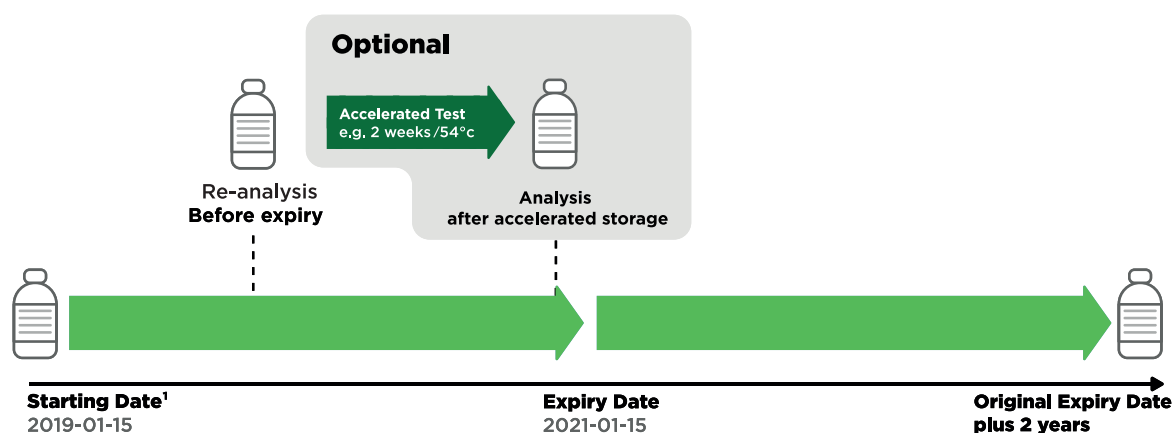 Optional
Accelerated Test
e.g. 2 weeks/54°c
Re-analysis
Before expiry
Analysis
after accelerated storage
Starting Date¹
2019-01-15
Expiry Date
2021-01-15
Original Expiry Date
plus 2 years